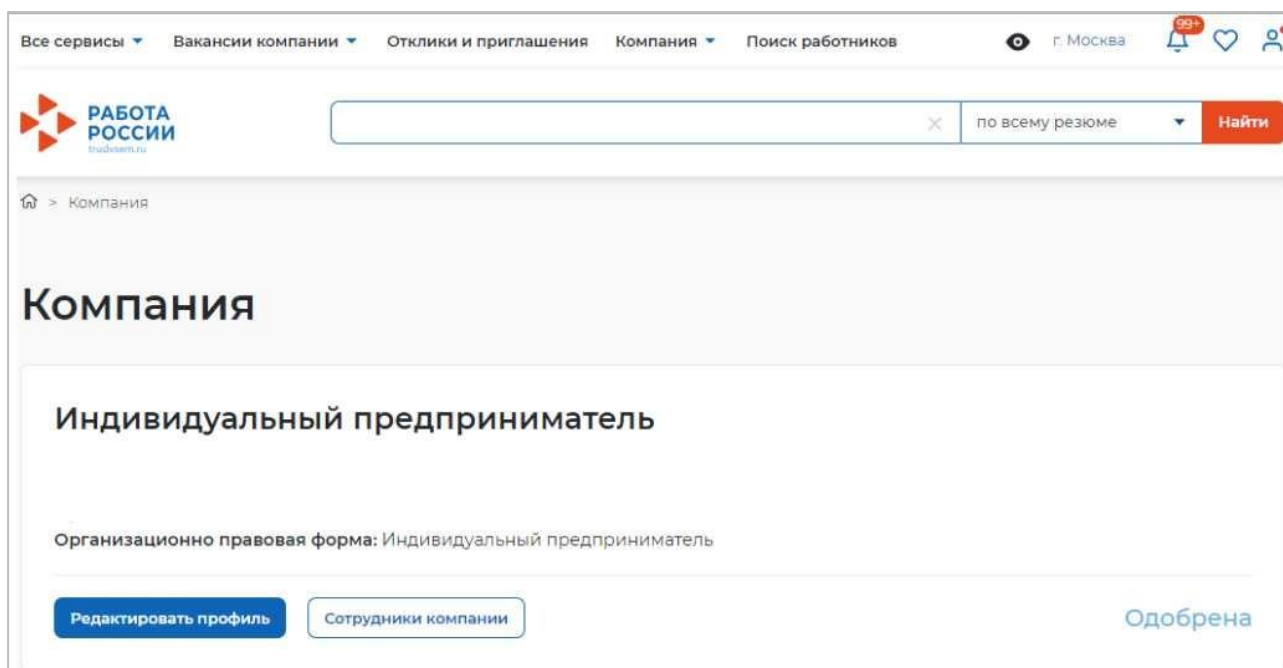 Все сервисы Вакансии компании Отклики и приглашения Компания Поиск работников г. Москва 99+
РАБОТА
РОССИИ
trudvsem.ru
по всему резюме Найти
> Компания
Компания
Индивидуальный предприниматель
Организационно правовая форма: Индивидуальный предприниматель
Редактировать профиль Сотрудники компании Одобрена